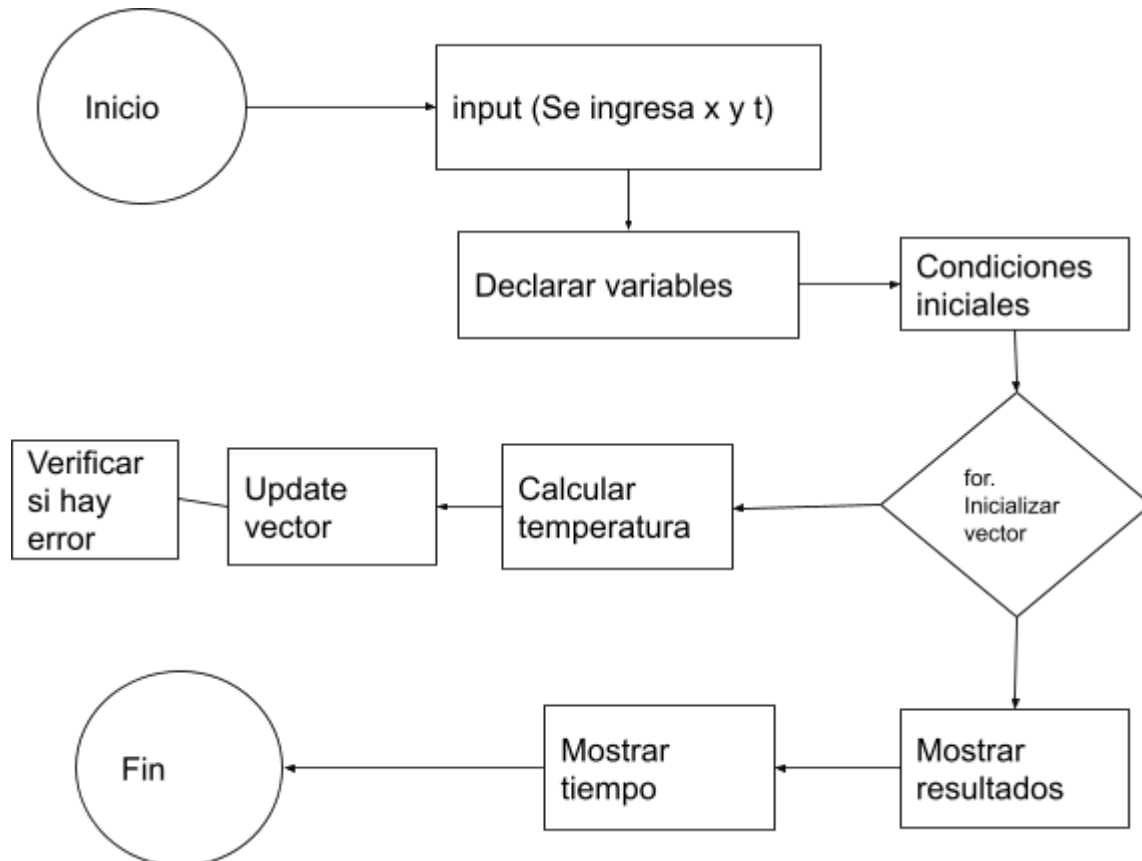 Inicio
input (Se ingresa x y t)
Declarar variables
Condiciones
iniciales
for.
Inicializar
vector
Calcular
temperatura
Update
vector
Verificar
si hay
error
Mostrar
resultados
Mostrar
tiempo
Fin